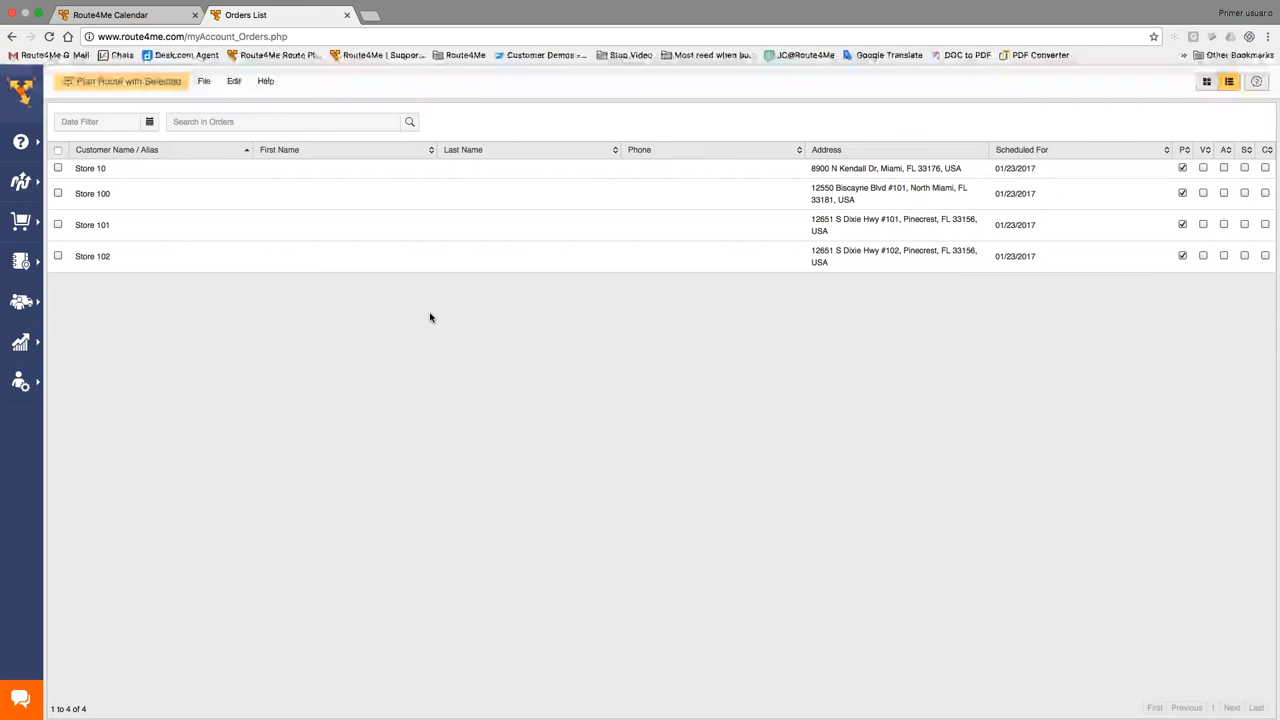 Route4Me Calendar
Orders List
Primer usuario
www.route4me.com/myAccount_Orders.php
Route4Me G Mail
Chats
Desk.com Agent
Route4Me Route Pl...
Route4Me | Suppor...
Route4Me
Customer Demos -...
Stop Video
Most read when bu...
JC@Route4Me
Google Translate
DOC to PDF
PDF Converter
Other Bookmarks
Plan Route with Selected
File
Edit
Help
Date Filter
Search in Orders
Customer Name / Alias
First Name
Last Name
Phone
Address
Scheduled For
P
V
A
S
C
Store 10
8900 N Kendall Dr, Miami, FL 33176, USA
01/23/2017
Store 100
12550 Biscayne Blvd #101, North Miami, FL
33181, USA
01/23/2017
Store 101
12651 S Dixie Hwy #101, Pinecrest, FL 33156,
USA
01/23/2017
Store 102
12651 S Dixie Hwy #102, Pinecrest, FL 33156,
USA
01/23/2017
1 to 4 of 4
First
Previous
1
Next
Last